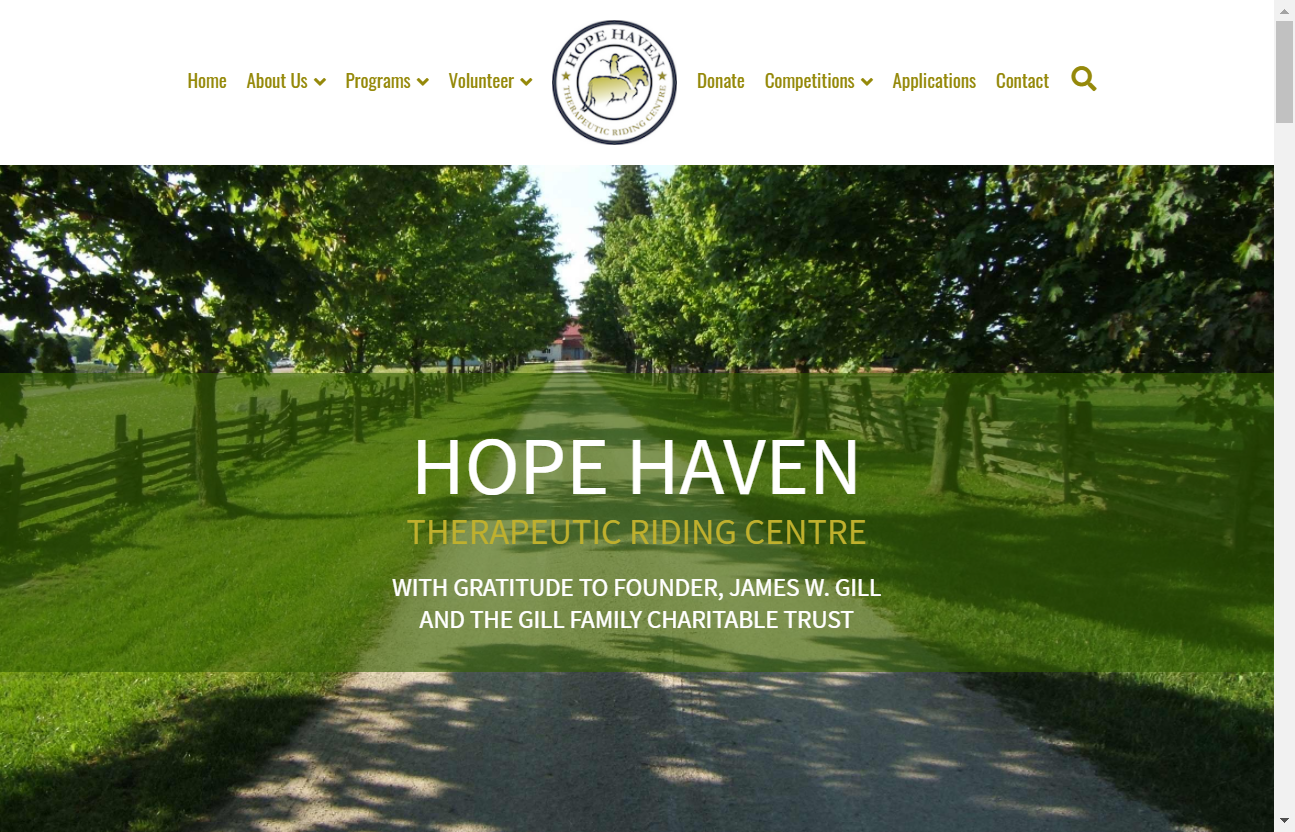 Home
About Us
Programs
Volunteer
HOPE HAVEN
THERAPEUTIC RIDING CENTRE
Donate
Competitions
Applications
Contact
HOPE HAVEN
THERAPEUTIC RIDING CENTRE
WITH GRATITUDE TO FOUNDER, JAMES W. GILL
AND THE GILL FAMILY CHARITABLE TRUST